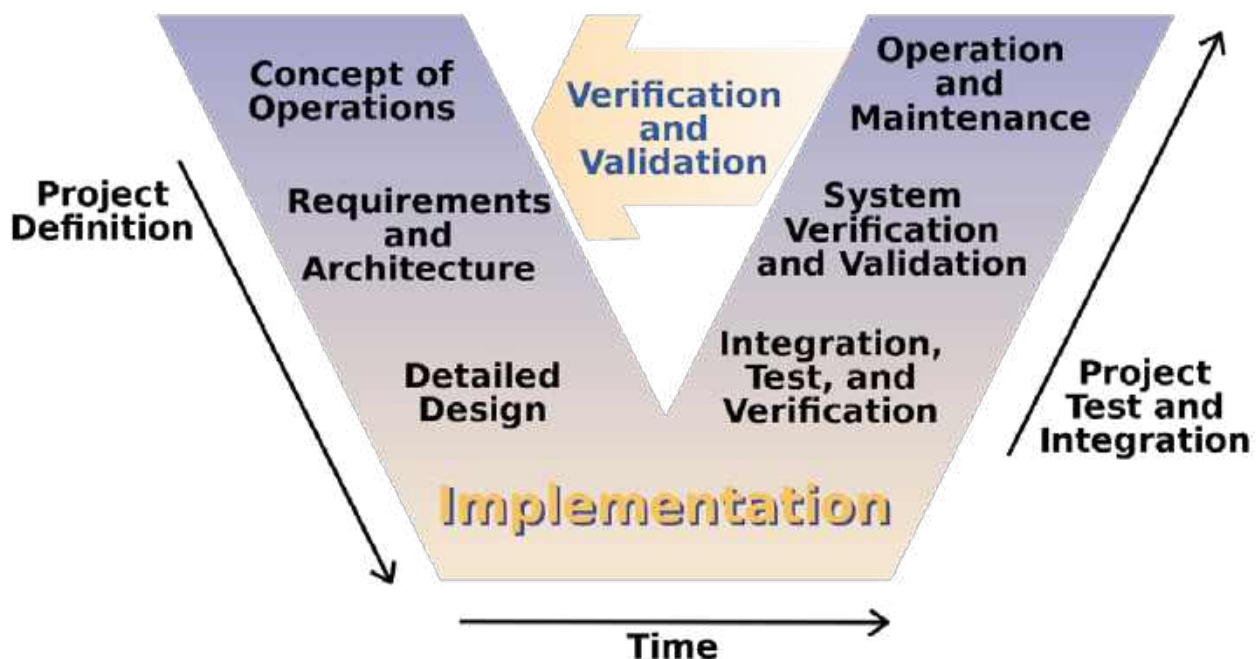 Concept of
Operations
Verification
and
Validation
Operation
and
Maintenance
Project
Definition
Requirements
and
Architecture
System
Verification
and Validation
Detailed
Design
Integration,
Test, and
Verification
Project
Test and
Integration
Implementation
Time